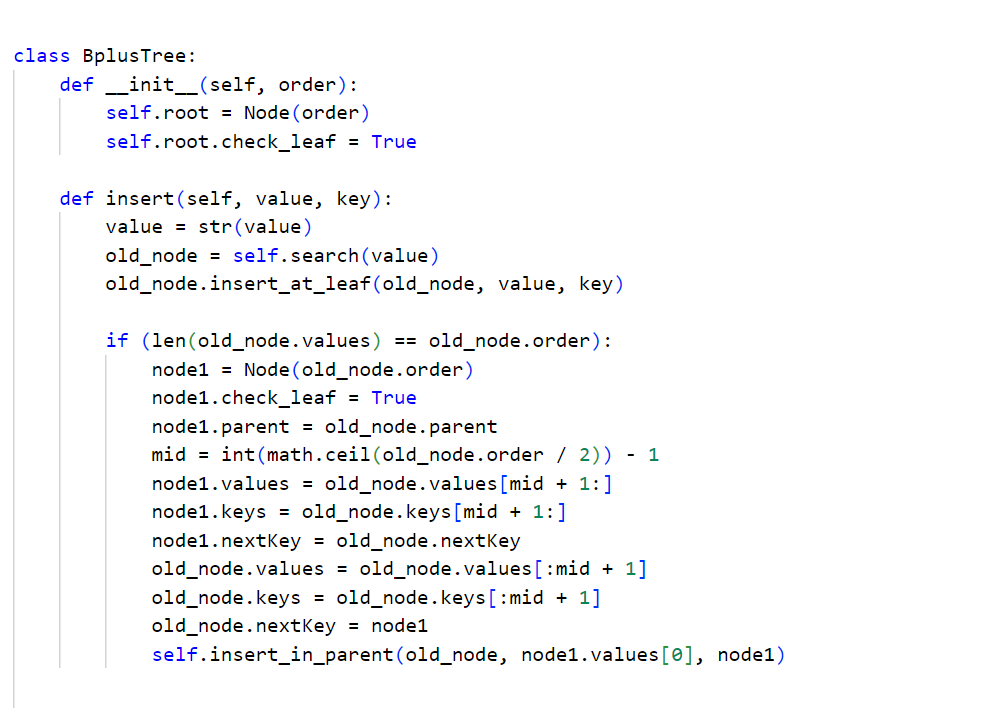 class BplusTree:
    def __init__(self, order):
        self.root = Node(order)
        self.root.check_leaf = True

    def insert(self, value, key):
        value = str(value)
        old_node = self.search(value)
        old_node.insert_at_leaf(old_node, value, key)

        if (len(old_node.values) == old_node.order):
            node1 = Node(old_node.order)
            node1.check_leaf = True
            node1.parent = old_node.parent
            mid = int(math.ceil(old_node.order / 2)) - 1
            node1.values = old_node.values[mid + 1:]
            node1.keys = old_node.keys[mid + 1:]
            node1.nextKey = old_node.nextKey
            old_node.values = old_node.values[:mid + 1]
            old_node.keys = old_node.keys[:mid + 1]
            old_node.nextKey = node1
            self.insert_in_parent(old_node, node1.values[0], node1)